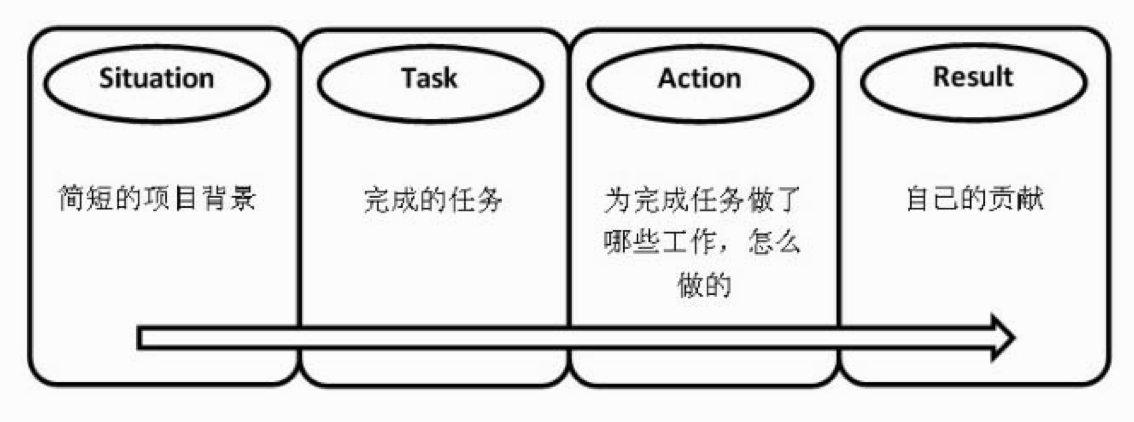 Situation
简短的项目背景
Task
完成的任务
Action
为完成任务做了
哪些工作，怎么
做的
Result
自己的贡献